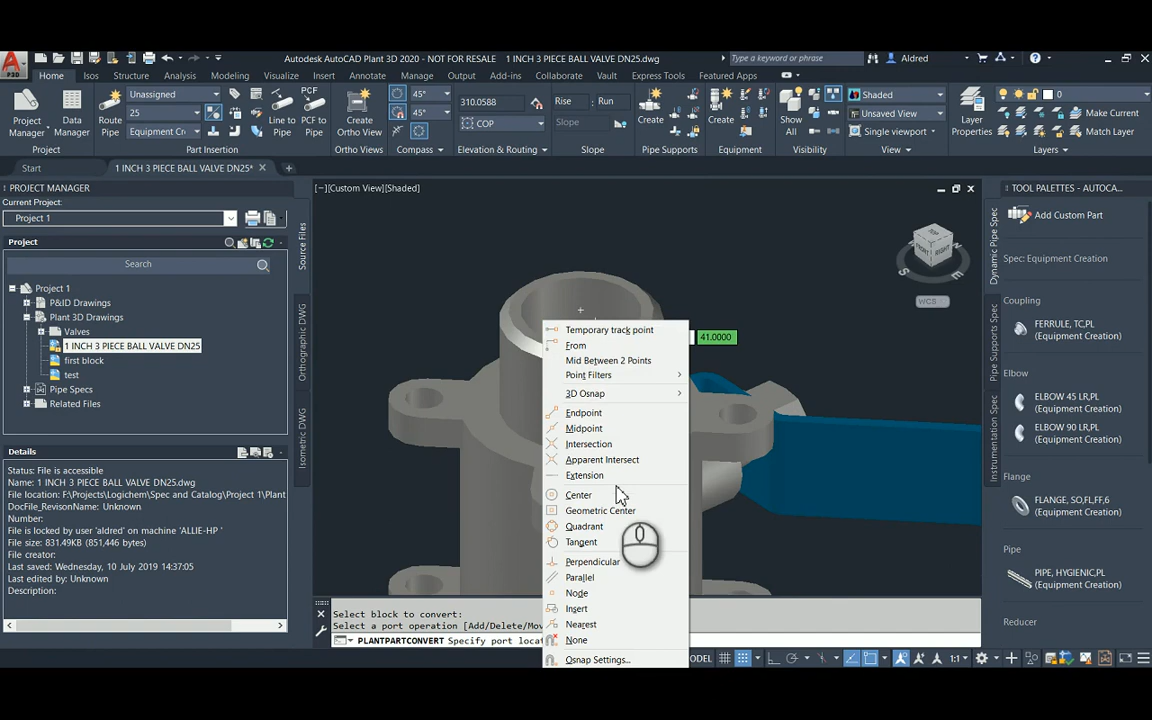 Autodesk AutoCAD Plant 3D 2020 - NOT FOR RESALE 1 INCH 3 PIECE BALL VALVE DN25.dwg
Type a keyword or phrase
Aldred
P3D
Home Isos Structure Analysis Modeling Visualize Insert Annotate Manage Output Add-ins Collaborate Vault Express Tools Featured Apps
Project Manager
Data Manager
Project
Route Pipe
Unassigned
25
Equipment Cr
Line to Pipe
PCF to Pipe
Part Insertion
Create Ortho View
Ortho Views
45°
45°
Compass
310.0588
COP
Elevation & Routing
Rise : Run
Slope
Slope
Create
Pipe Supports
Create
Equipment
Show All
Visibility
Shaded
Unsaved View
Single viewport
View
Layer Properties
0
Make Current
Match Layer
Layers
Start
1 INCH 3 PIECE BALL VALVE DN25*
PROJECT MANAGER
Current Project:
Project 1
Project
Search
Project 1
P&ID Drawings
Plant 3D Drawings
Valves
1 INCH 3 PIECE BALL VALVE DN25
first block
test
Pipe Specs
Related Files
Source Files
Orthographic DWG
Isometric DWG
Details
Status: File is accessible
Name: 1 INCH 3 PIECE BALL VALVE DN25.dwg
File location: F:\Projects\Logichem\Spec and Catalog\Project 1\Plant
DocFile_RevisonName: Unknown
Number:
File is locked by user 'aldred' on machine 'ALLIE-HP '
File size: 831.49KB (851,446 bytes)
File creator:
Last saved: Wednesday, 10 July 2019 14:37:05
Last edited by: Unknown
Description:
[−][Custom View][Shaded]
TOP
FRONT
RIGHT
S
E
N
WCS
41.0000
Temporary track point
From
Mid Between 2 Points
Point Filters
3D Osnap
Endpoint
Midpoint
Intersection
Apparent Intersect
Extension
Center
Geometric Center
Quadrant
Tangent
Perpendicular
Parallel
Node
Insert
Nearest
None
Osnap Settings...
Select block to convert:
Select a port operation [Add/Delete/Mov
PLANTPARTCONVERT Specify port locat
MODEL
1:1
TOOL PALETTES - AUTOCA...
Dynamic Pipe Spec
Pipe Supports Spec
Instrumentation Spec
Add Custom Part
Spec: Equipment Creation
Coupling
FERRULE, TC,PL
(Equipment Creation)
Elbow
ELBOW 45 LR,PL
(Equipment Creation)
ELBOW 90 LR,PL
(Equipment Creation)
Flange
FLANGE, SO,FL,FF,6
(Equipment Creation)
Pipe
PIPE, HYGIENIC,PL
(Equipment Creation)
Reducer